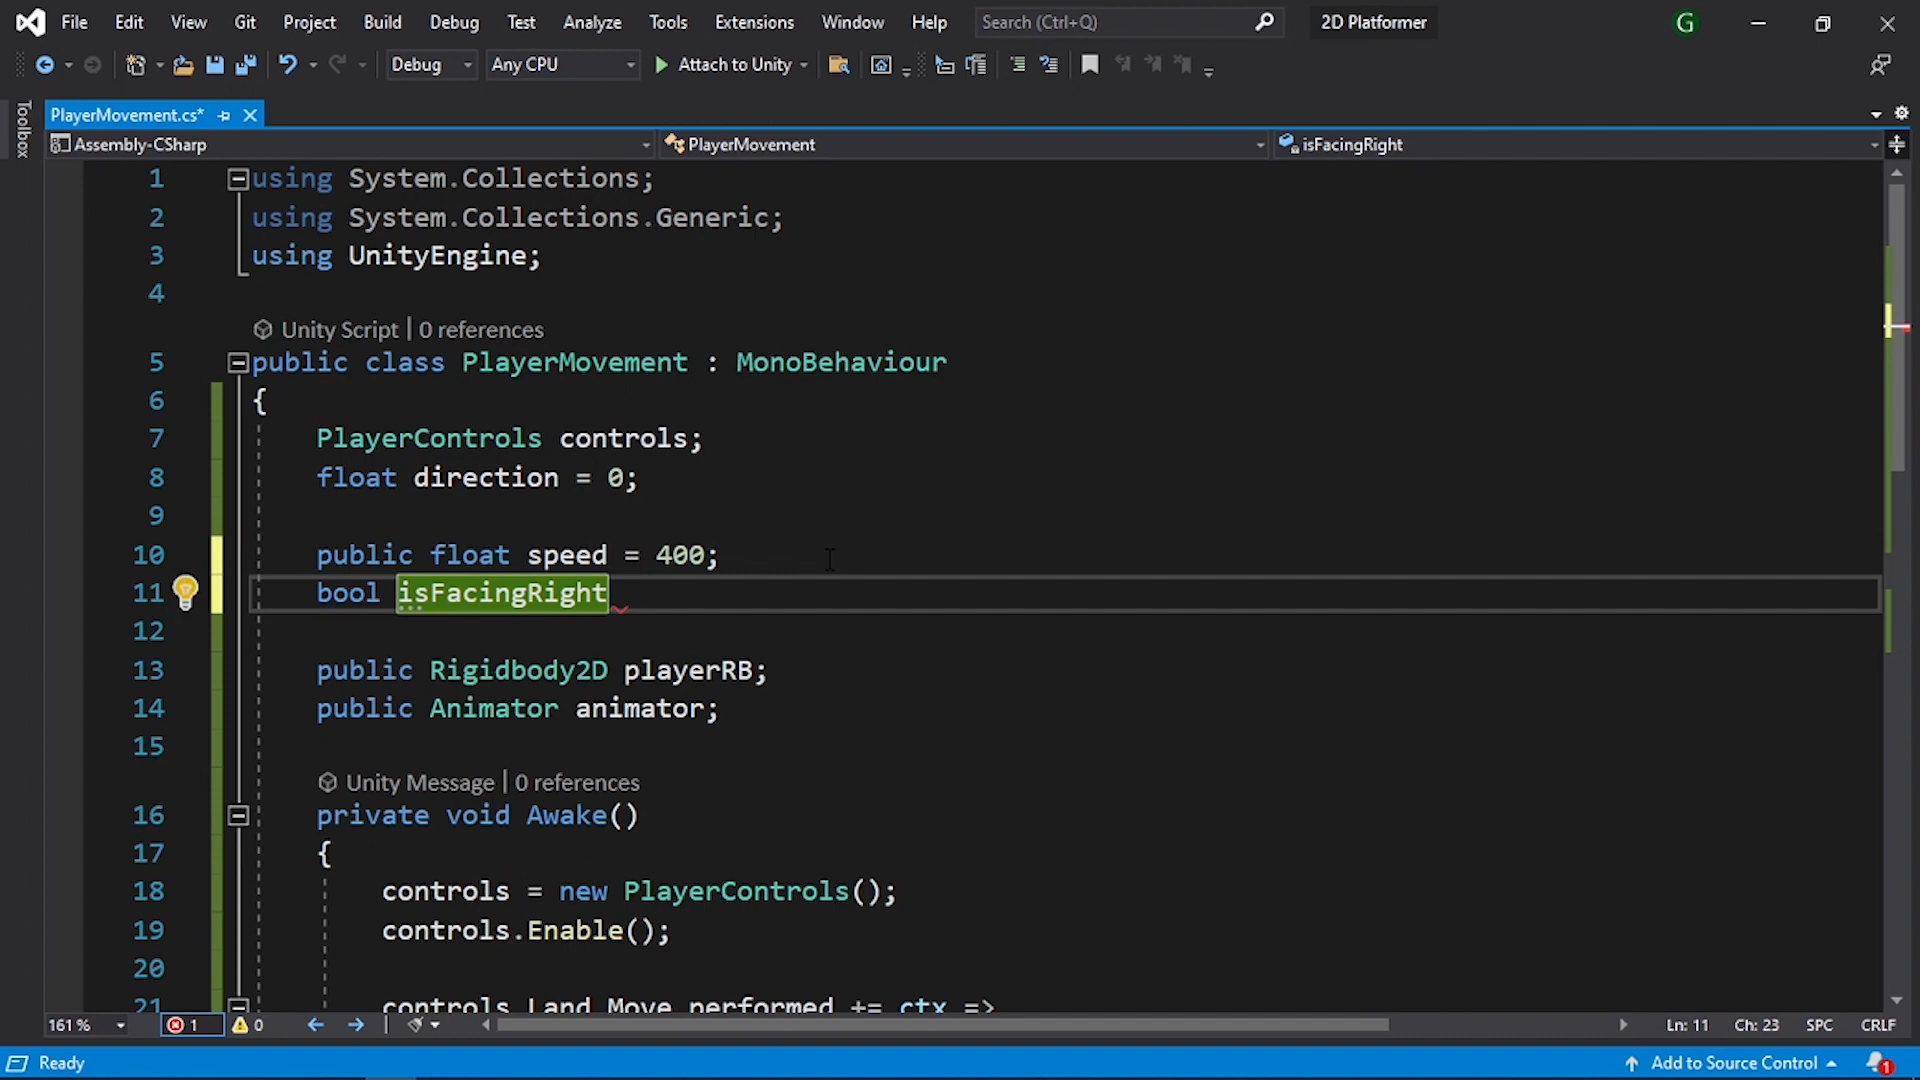 File Edit View Git Project Build Debug Test Analyze Tools Extensions Window Help Search (Ctrl+Q) 2D Platformer G
Debug Any CPU Attach to Unity
Toolbox
PlayerMovement.cs*
Assembly-CSharp PlayerMovement isFacingRight
1 using System.Collections;
2 using System.Collections.Generic;
3 using UnityEngine;
4
Unity Script | 0 references
5 public class PlayerMovement : MonoBehaviour
6 {
7 PlayerControls controls;
8 float direction = 0;
9
10 public float speed = 400;
11 bool isFacingRight
12
13 public Rigidbody2D playerRB;
14 public Animator animator;
15
Unity Message | 0 references
16 private void Awake()
17 {
18 controls = new PlayerControls();
19 controls.Enable();
20
21 controls.Land.Move.performed += ctx =>
161 % 1 0 Ln: 11 Ch: 23 SPC CRLF
Ready Add to Source Control 1